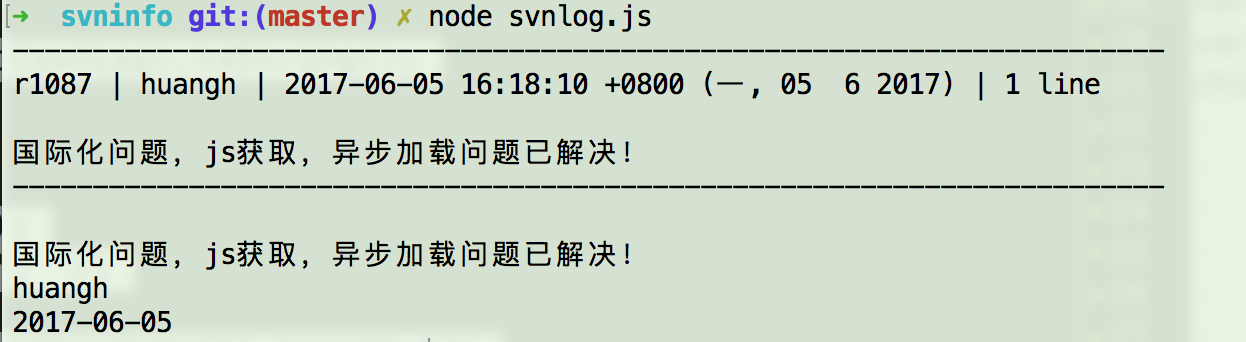 ➜  svninfo git:(master) ✗ node svnlog.js
------------------------------------------------------------------------
r1087 | huangh | 2017-06-05 16:18:10 +0800 (一, 05  6 2017) | 1 line

国际化问题，js获取，异步加载问题已解决！
------------------------------------------------------------------------

国际化问题，js获取，异步加载问题已解决！
huangh
2017-06-05